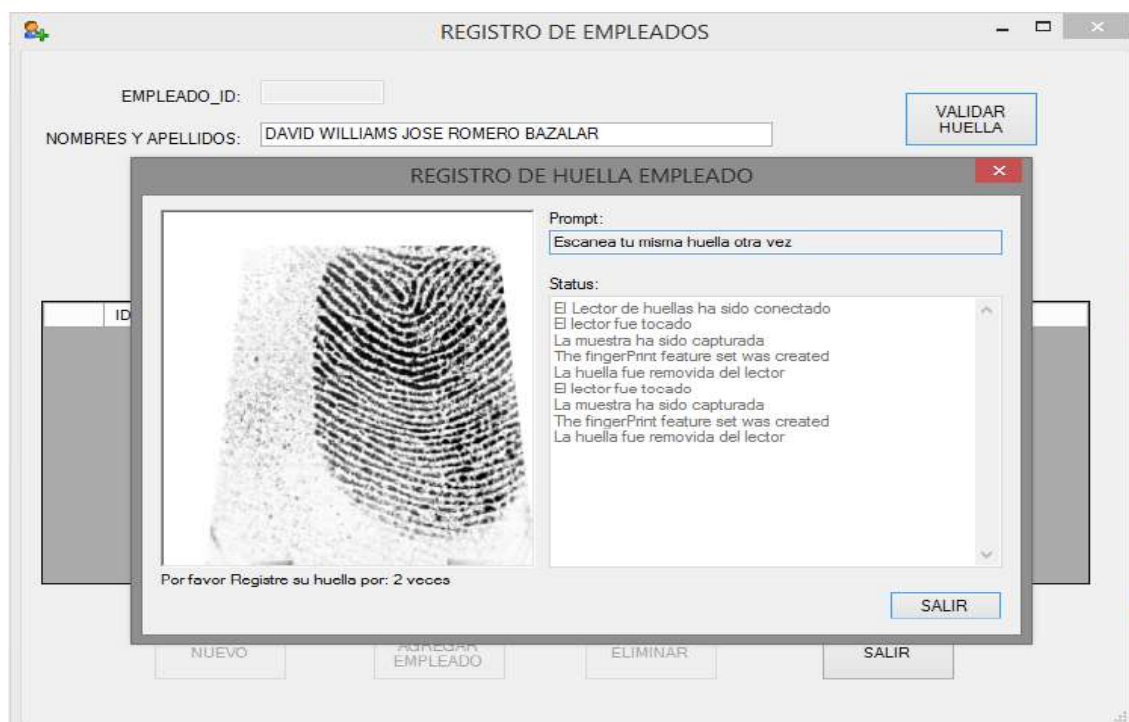 REGISTRO DE EMPLEADOS
EMPLEADO_ID:
VALIDAR
HUELLA
NOMBRES Y APELLIDOS: DAVID WILLIAMS JOSE ROMERO BAZALAR
REGISTRO DE HUELLA EMPLEADO
Prompt:
Escanea tu misma huella otra vez
Status:
El Lector de huellas ha sido conectado
El lector fue tocado
La muestra ha sido capturada
The fingerPrint feature set was created
La huella fue removida del lector
El lector fue tocado
La muestra ha sido capturada
The fingerPrint feature set was created
La huella fue removida del lector
ID
Por favor Registre su huella por: 2 veces
SALIR
NUEVO
AGREGAR
EMPLEADO
ELIMINAR
SALIR